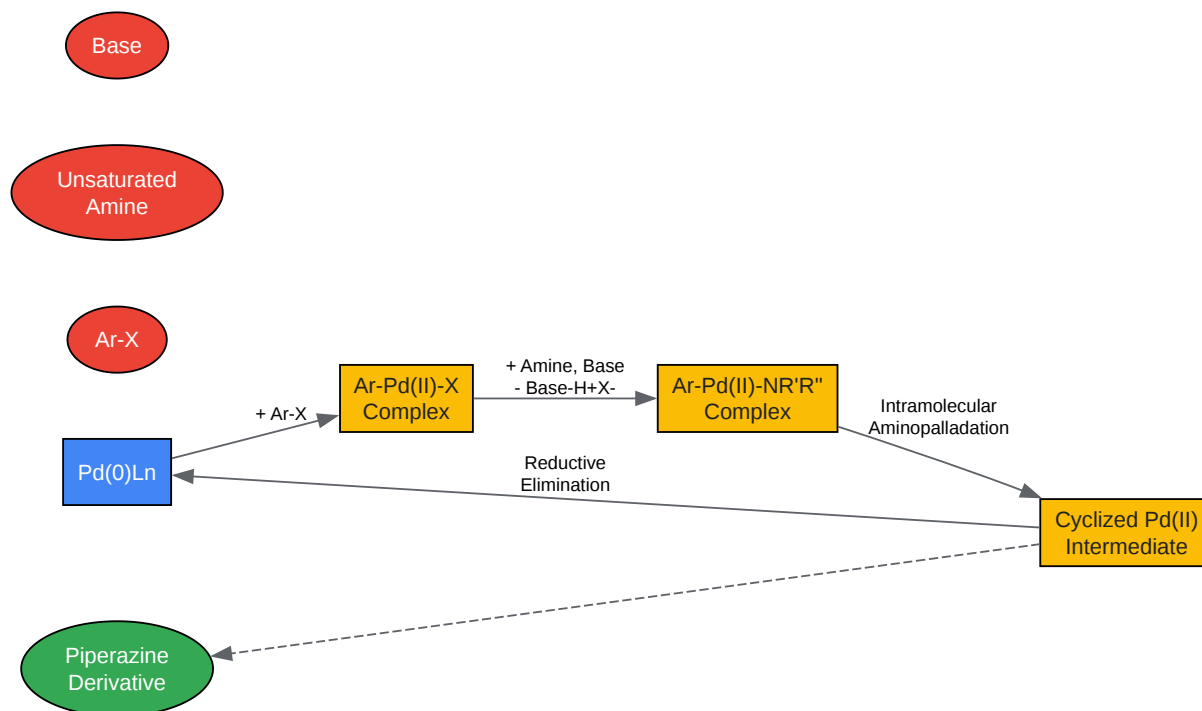 Base
Unsaturated
Amine
Ar-X
+ Ar-X
Ar-Pd(II)-X
Complex
+ Amine, Base
- Base-H+X-
Ar-Pd(II)-NR'R"
Complex
Intramolecular
Aminopalladation
Pd(0)Ln
Reductive
Elimination
Cyclized Pd(II)
Intermediate
Piperazine
Derivative